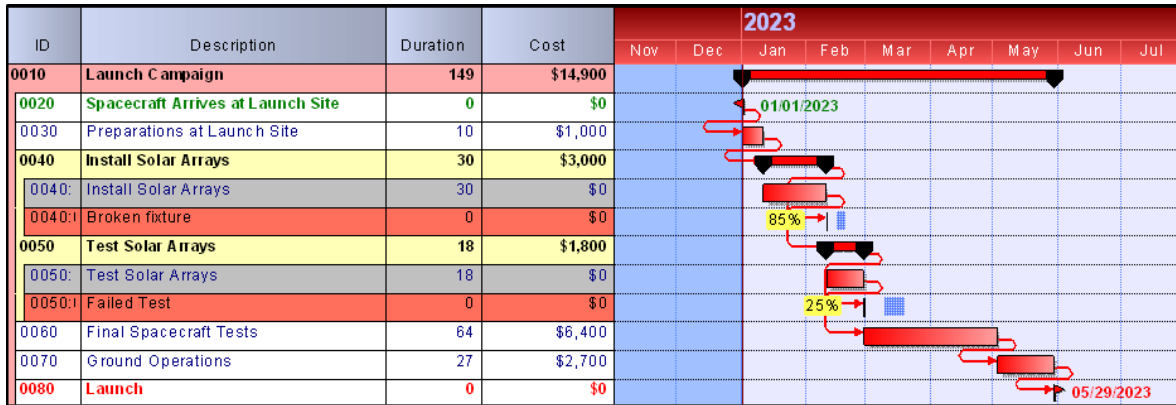 2023
ID Description Duration Cost Nov Dec Jan Feb Mar Apr May Jun Jul
0010 Launch Campaign 149 $14,900
0020 Spacecraft Arrives at Launch Site 0 $0 01/01/2023
0030 Preparations at Launch Site 10 $1,000
0040 Install Solar Arrays 30 $3,000
0040: Install Solar Arrays 30 $0
0040: Broken fixture 0 $0 85%
0050 Test Solar Arrays 18 $1,800
0050: Test Solar Arrays 18 $0
0050: Failed Test 0 $0 25%
0060 Final Spacecraft Tests 64 $6,400
0070 Ground Operations 27 $2,700
0080 Launch 0 $0 05/29/2023